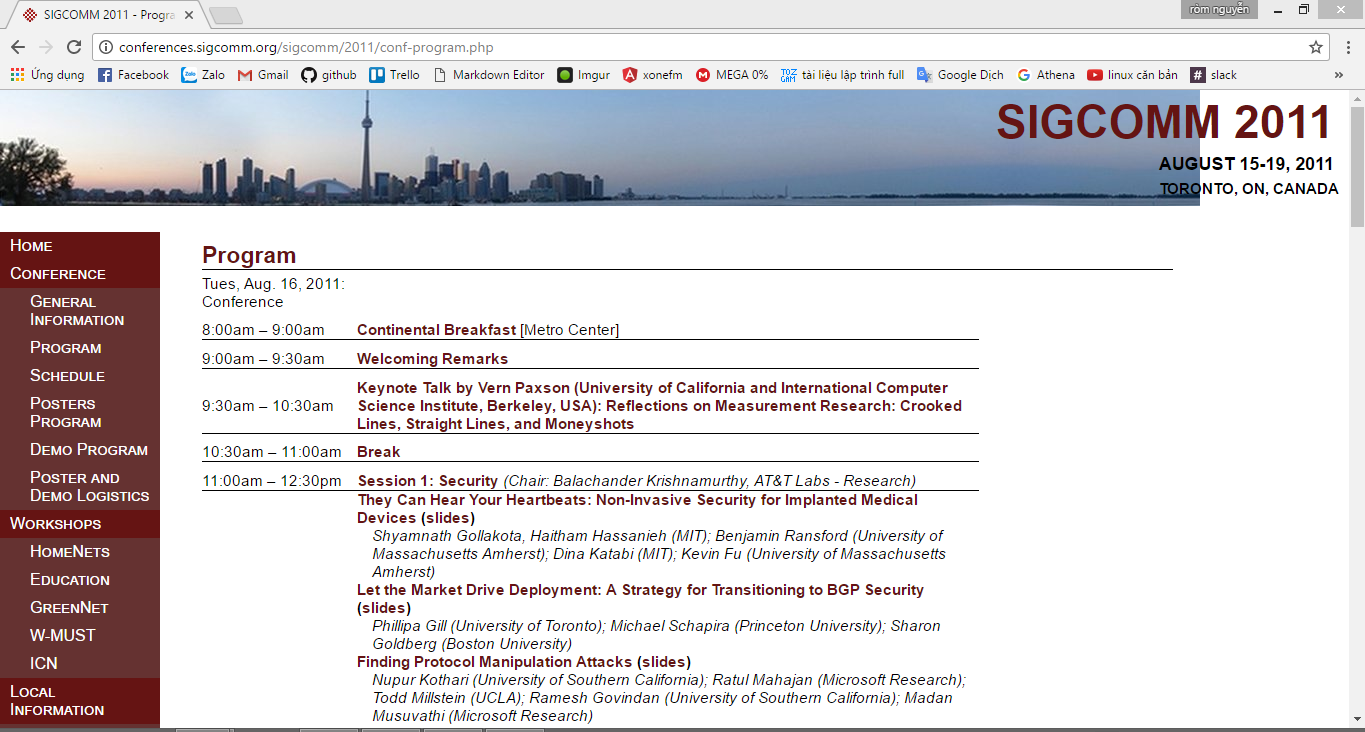 SIGCOMM 2011 - Progra
ròm nguyễn
conferences.sigcomm.org/sigcomm/2011/conf-program.php
Ứng dụng Facebook Zalo Gmail github Trello Markdown Editor Imgur xonefm MEGA 0% tài liệu lập trình full Google Dịch Athena linux căn bản slack »
SIGCOMM 2011
AUGUST 15-19, 2011
TORONTO, ON, CANADA
HOME
CONFERENCE
GENERAL
INFORMATION
PROGRAM
SCHEDULE
POSTERS
PROGRAM
DEMO PROGRAM
POSTER AND
DEMO LOGISTICS
WORKSHOPS
HOMENETS
EDUCATION
GREENNET
W-MUST
ICN
LOCAL
INFORMATION
Program
Tues, Aug. 16, 2011:
Conference
8:00am – 9:00am Continental Breakfast [Metro Center]
9:00am – 9:30am Welcoming Remarks
9:30am – 10:30am Keynote Talk by Vern Paxson (University of California and International Computer
Science Institute, Berkeley, USA): Reflections on Measurement Research: Crooked
Lines, Straight Lines, and Moneyshots
10:30am – 11:00am Break
11:00am – 12:30pm Session 1: Security (Chair: Balachander Krishnamurthy, AT&T Labs - Research)
They Can Hear Your Heartbeats: Non-Invasive Security for Implanted Medical
Devices (slides)
Shyamnath Gollakota, Haitham Hassanieh (MIT); Benjamin Ransford (University of
Massachusetts Amherst); Dina Katabi (MIT); Kevin Fu (University of Massachusetts
Amherst)
Let the Market Drive Deployment: A Strategy for Transitioning to BGP Security
(slides)
Phillipa Gill (University of Toronto); Michael Schapira (Princeton University); Sharon
Goldberg (Boston University)
Finding Protocol Manipulation Attacks (slides)
Nupur Kothari (University of Southern California); Ratul Mahajan (Microsoft Research);
Todd Millstein (UCLA); Ramesh Govindan (University of Southern California); Madan
Musuvathi (Microsoft Research)